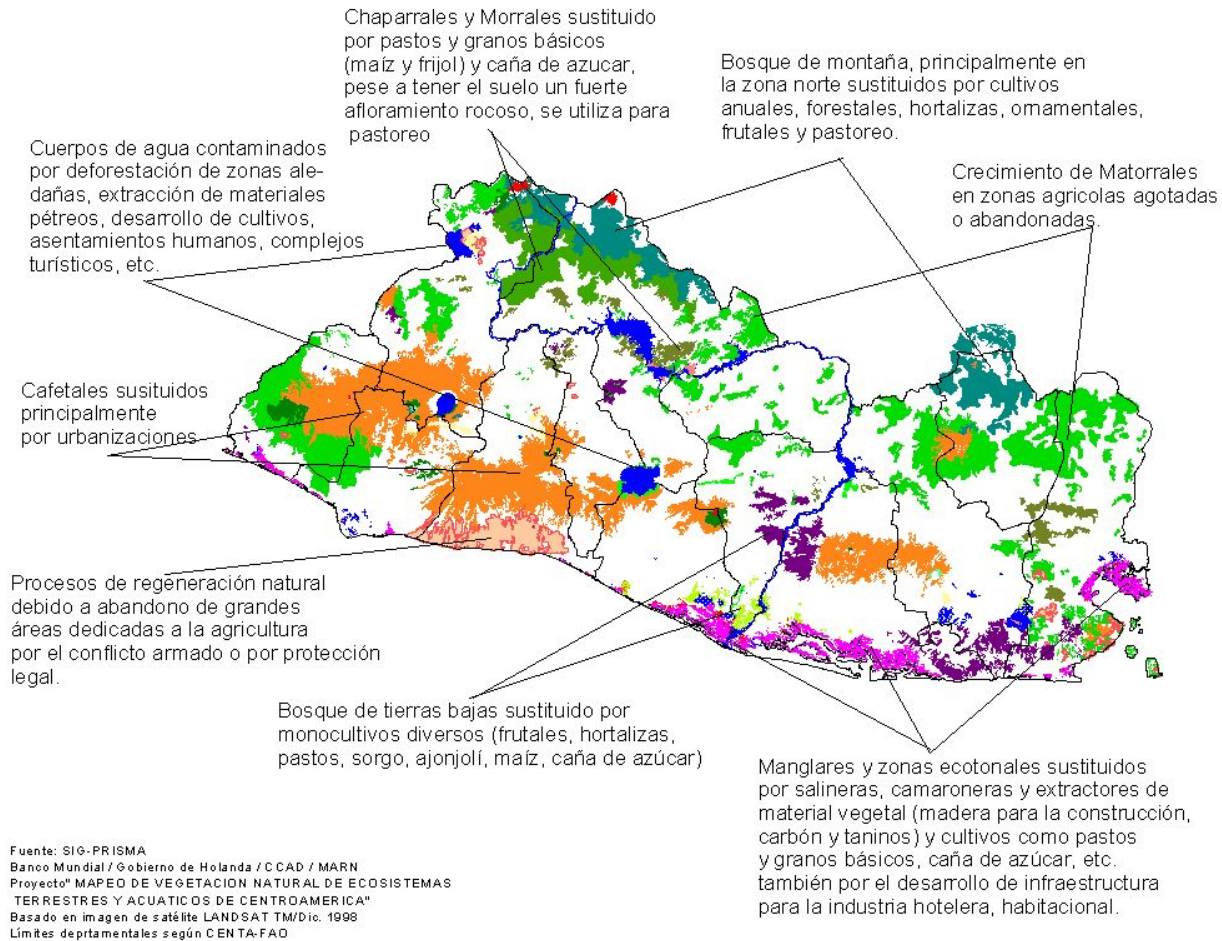 Chaparrales y Morrales sustituido
por pastos y granos básicos
(maíz y frijol) y caña de azucar,
pese a tener el suelo un fuerte
afloramiento rocoso, se utiliza para
pastoreo
Bosque de montaña, principalmente en
la zona norte sustituidos por cultivos
anuales, forestales, hortalizas, ornamentales,
frutales y pastoreo.
Cuerpos de agua contaminados
por deforestación de zonas ale-
dañas, extracción de materiales
pétreos, desarrollo de cultivos,
asentamientos humanos, complejos
turísticos, etc.
Crecimiento de Matorrales
en zonas agricolas agotadas
o abandonadas.
Cafetales susituidos
principalmente
por urbanizaciones
Procesos de regeneración natural
debido a abandono de grandes
áreas dedicadas a la agricultura
por el conflicto armado o por protección
legal.
Bosque de tierras bajas sustituido por
monocultivos diversos (frutales, hortalizas,
pastos, sorgo, ajonjolí, maíz, caña de azúcar)
Manglares y zonas ecotonales sustituidos
por salineras, camaroneras y extractores de
material vegetal (madera para la construcción,
carbón y taninos) y cultivos como pastos
y granos básicos, caña de azúcar, etc.
también por el desarrollo de infraestructura
para la industria hotelera, habitacional.
Fuente: SIG-PRISMA
Banco Mundial / Gobierno de Holanda / CCAD / MARN
Proyecto" MAPEO DE VEGETACION NATURAL DE ECOSISTEMAS
TERRESTRES Y ACUATICOS DE CENTROAMERICA"
Basado en imagen de satélite LANDSAT TM/Dic. 1998
Límites deprtamentales según CENTA-FAO